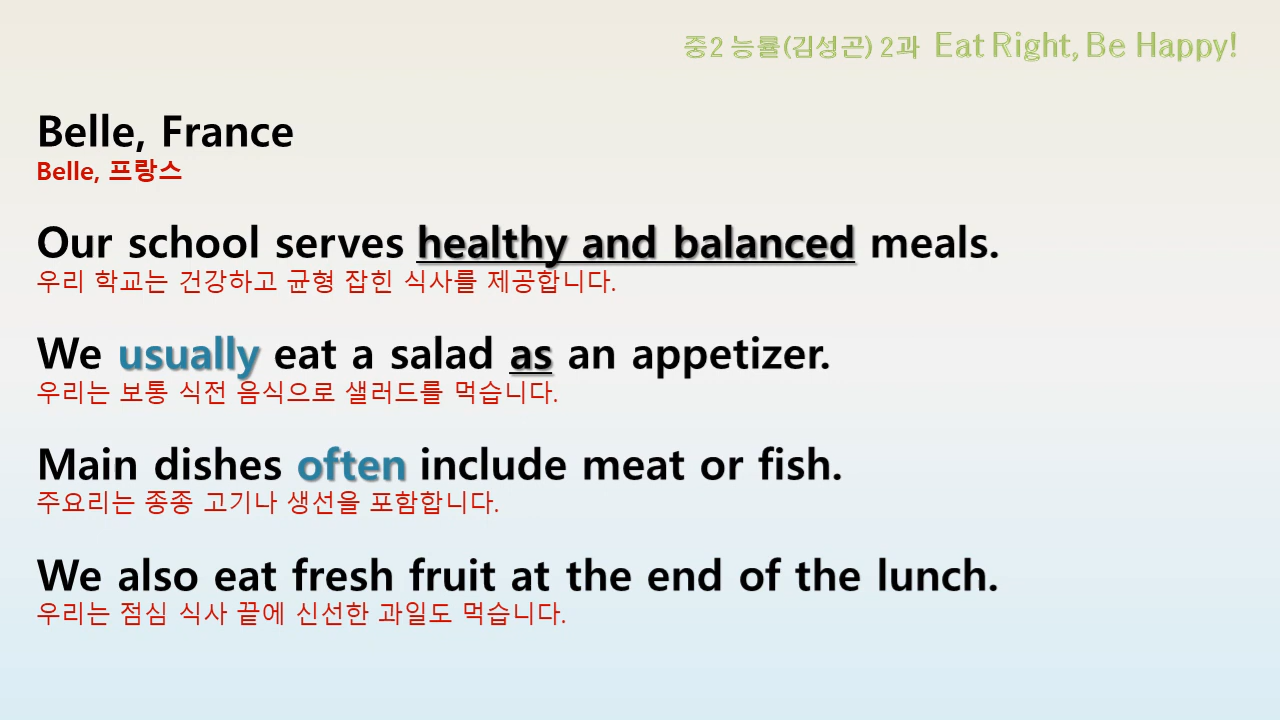 중2 능률(김성곤) 2과 Eat Right, Be Happy!
Belle, France
Belle, 프랑스
Our school serves healthy and balanced meals.
우리 학교는 건강하고 균형 잡힌 식사를 제공합니다.
We usually eat a salad as an appetizer.
우리는 보통 식전 음식으로 샐러드를 먹습니다.
Main dishes often include meat or fish.
주요리는 종종 고기나 생선을 포함합니다.
We also eat fresh fruit at the end of the lunch.
우리는 점심 식사 끝에 신선한 과일도 먹습니다.